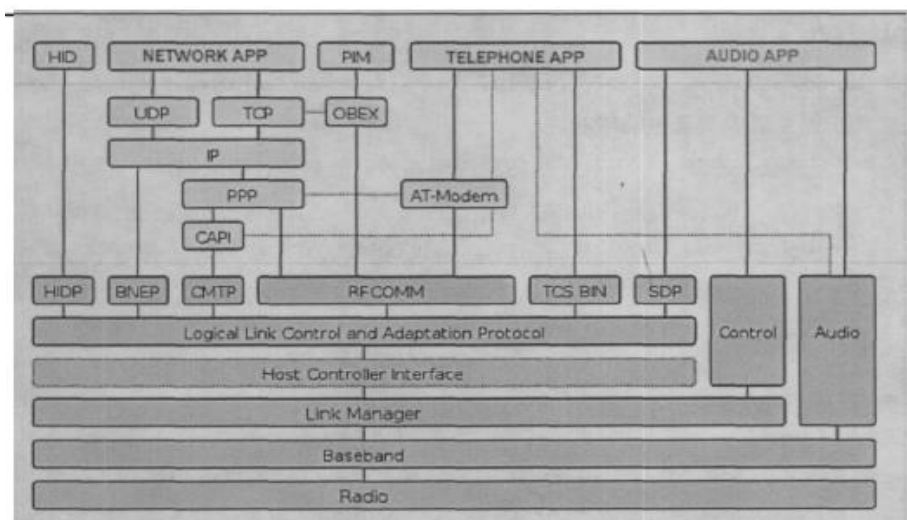 HID NETWORK APP PIM TELEPHONE APP AUDIO APP
UDP TCP OBEX
IP
PPP AT-Modem
CAPI
HIDP BNEP CMTP RFCOMM TCS BIN SDP
Logical Link Control and Adaptation Protocol Control Audio
Host Controller Interface
Link Manager
Baseband
Radio